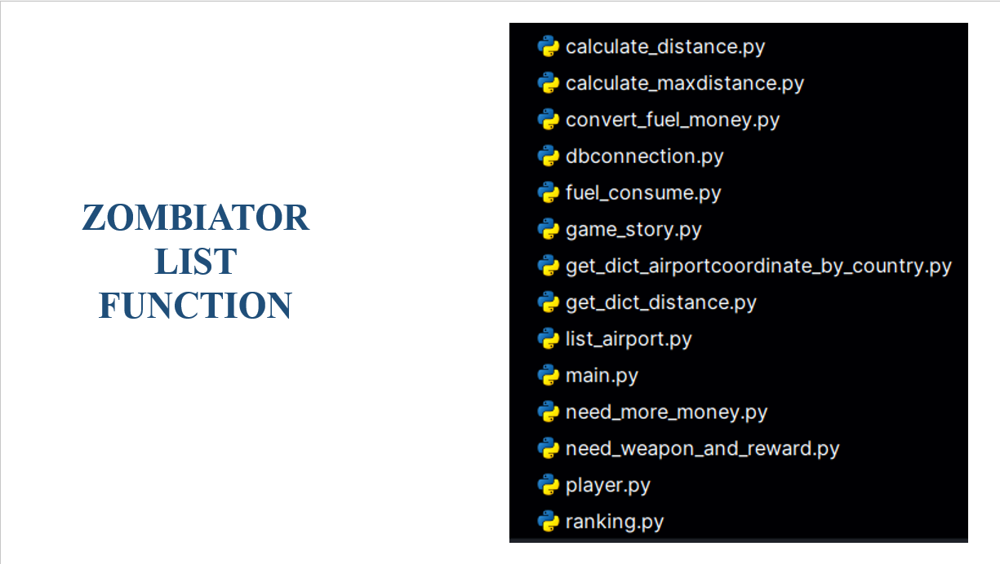 ZOMBIATOR
LIST
FUNCTION
calculate_distance.py
calculate_maxdistance.py
convert_fuel_money.py
dbconnection.py
fuel_consume.py
game_story.py
get_dict_airportcoordinate_by_country.py
get_dict_distance.py
list_airport.py
main.py
need_more_money.py
need_weapon_and_reward.py
player.py
ranking.py